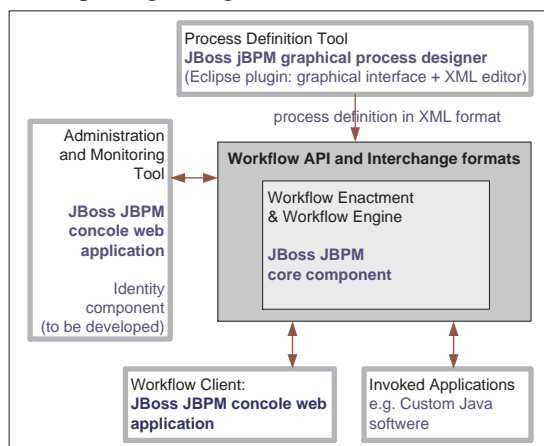 Process Definition Tool
JBoss jBPM graphical process designer
(Eclipse plugin: graphical interface + XML editor)
process definition in XML format
Administration
and Monitoring
Tool
JBoss JBPM
concole web
application
Identity
component
(to be developed)
Workflow API and Interchange formats
Workflow Enactment
& Workflow Engine
JBoss JBPM
core component
Workflow Client:
JBoss JBPM concole web
application
Invoked Applications
e.g. Custom Java
softwere